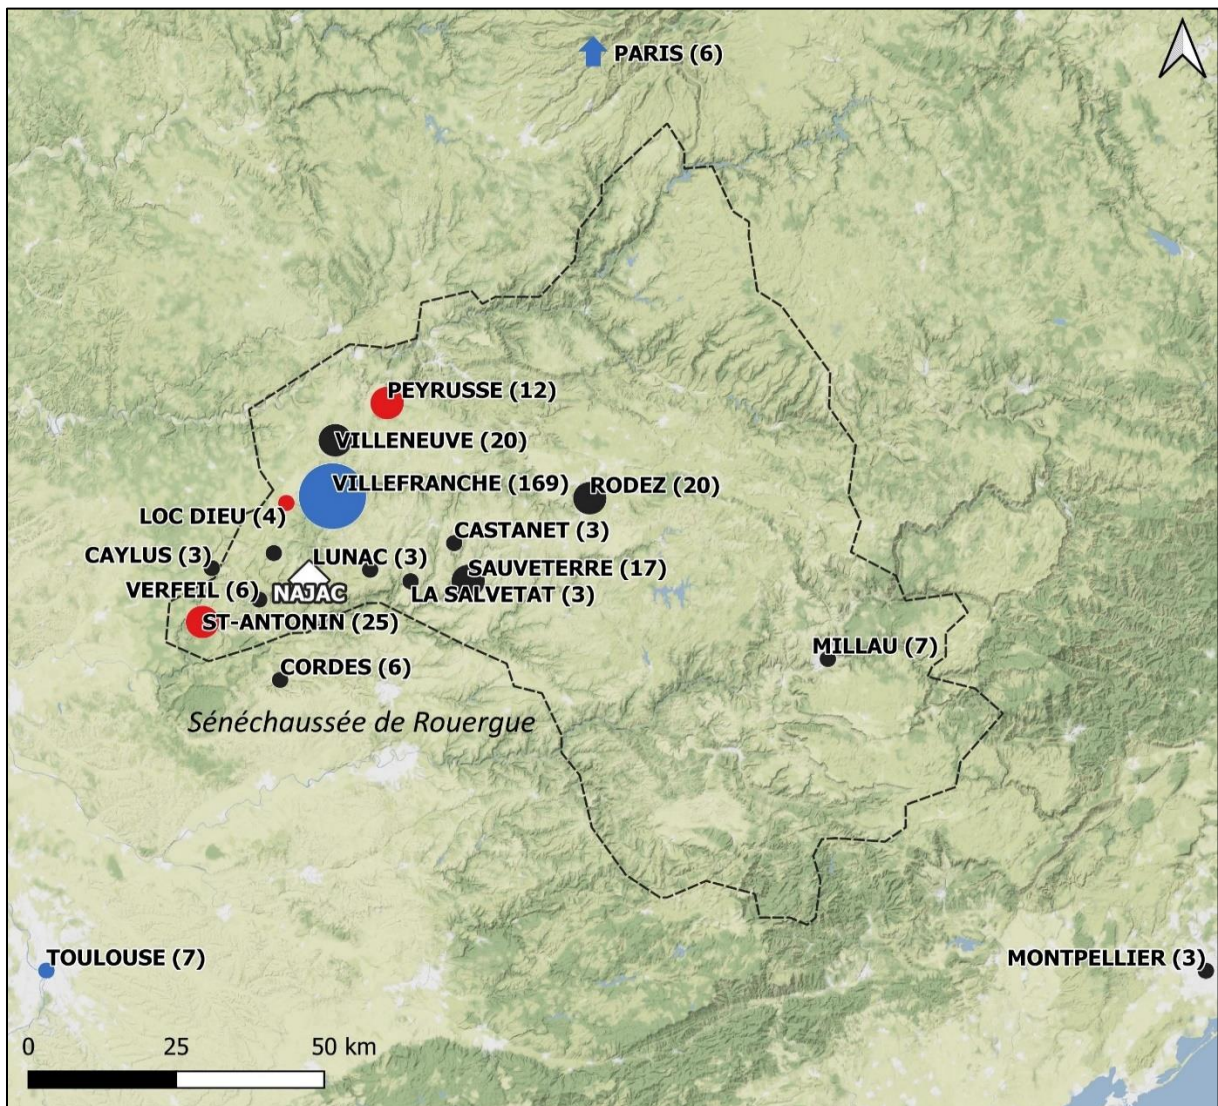 PARIS (6)
PEYRUSSE (12)
VILLENEUVE (20)
VILLEFRANCHE (169)
RODEZ (20)
LOC DIEU (4)
CASTANET (3)
CAYLUS (3)
LUNAC (3)
SAUVETERRE (17)
VERFEIL (6)
NAJAC
LA SALVETAT (3)
ST-ANTONIN (25)
MILLAU (7)
CORDES (6)
Sénéchaussée de Rouergue
TOULOUSE (7)
MONTPELLIER (3)
0 25 50 km